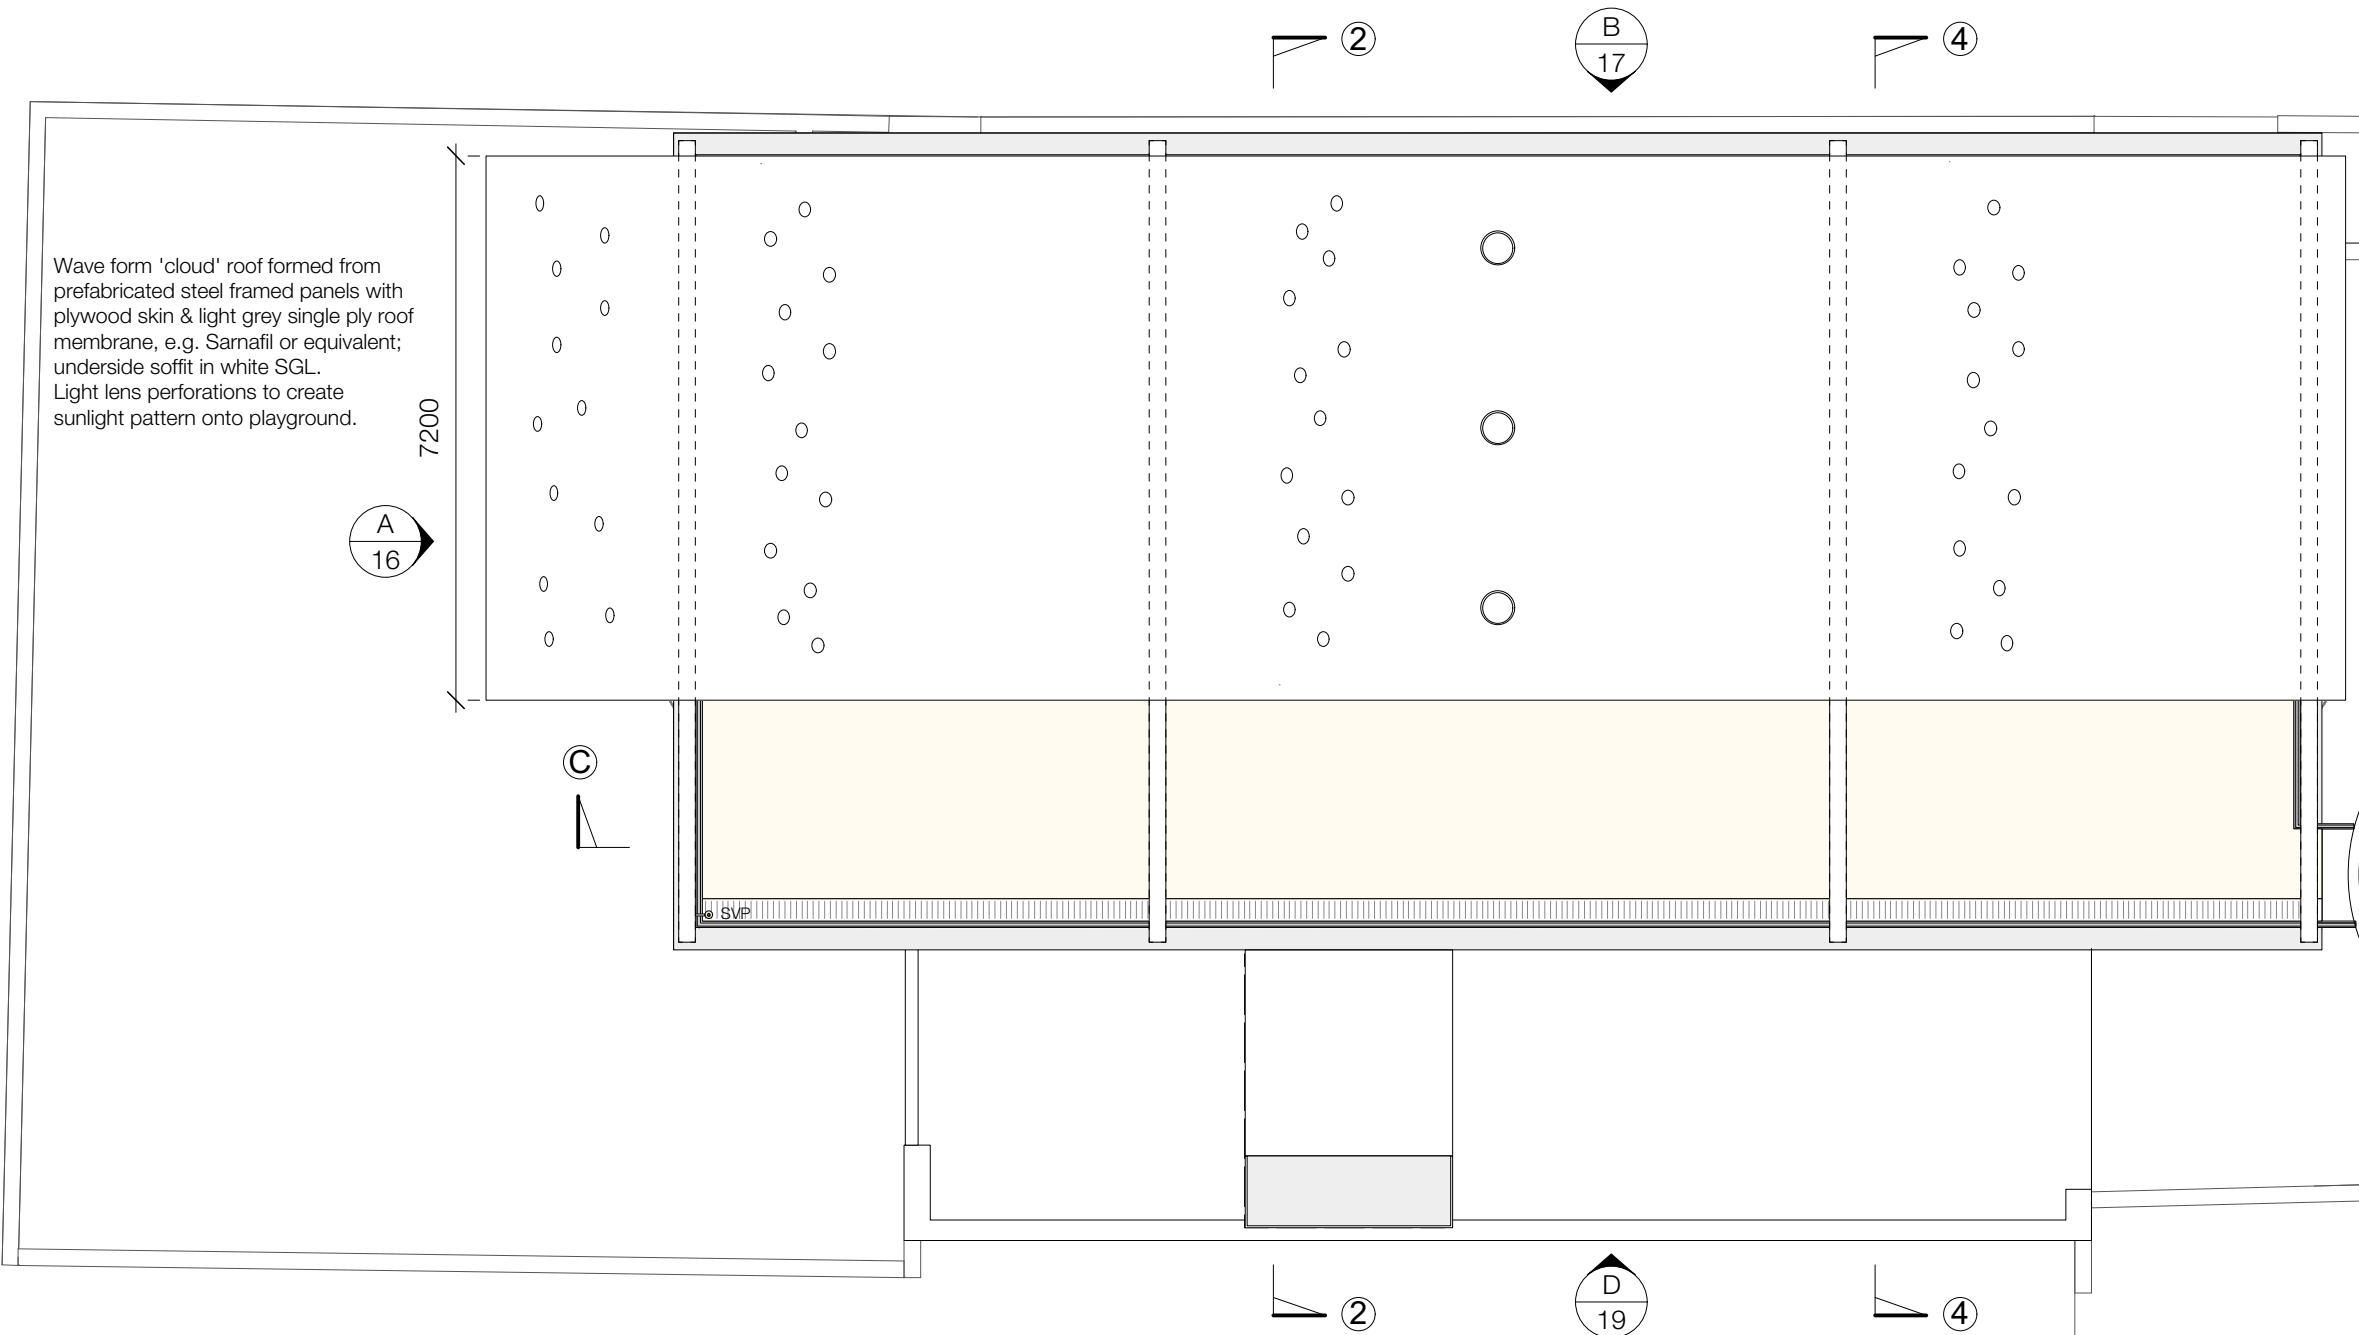 2
B
17
4
Wave form 'cloud' roof formed from
prefabricated steel framed panels with
plywood skin & light grey single ply roof
membrane, e.g. Sarnafil or equivalent;
underside soffit in white SGL.
Light lens perforations to create
sunlight pattern onto playground.
7200
A
16
C
SVP
2
D
19
4